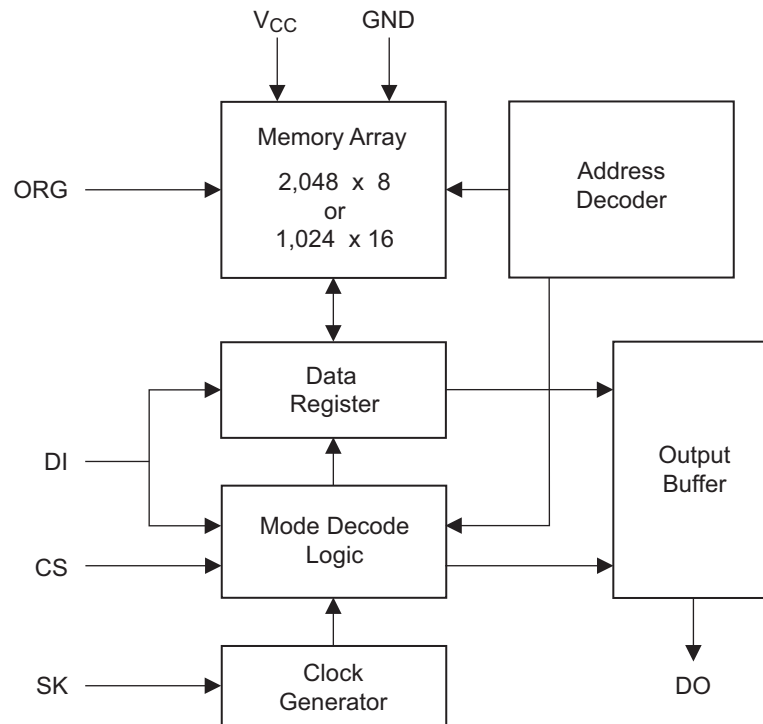 VCC
GND
Memory Array
2,048 x 8
or
1,024 x 16
Address
Decoder
ORG
Data
Register
DI
Output
Buffer
Mode Decode
Logic
CS
Clock
Generator
SK
DO